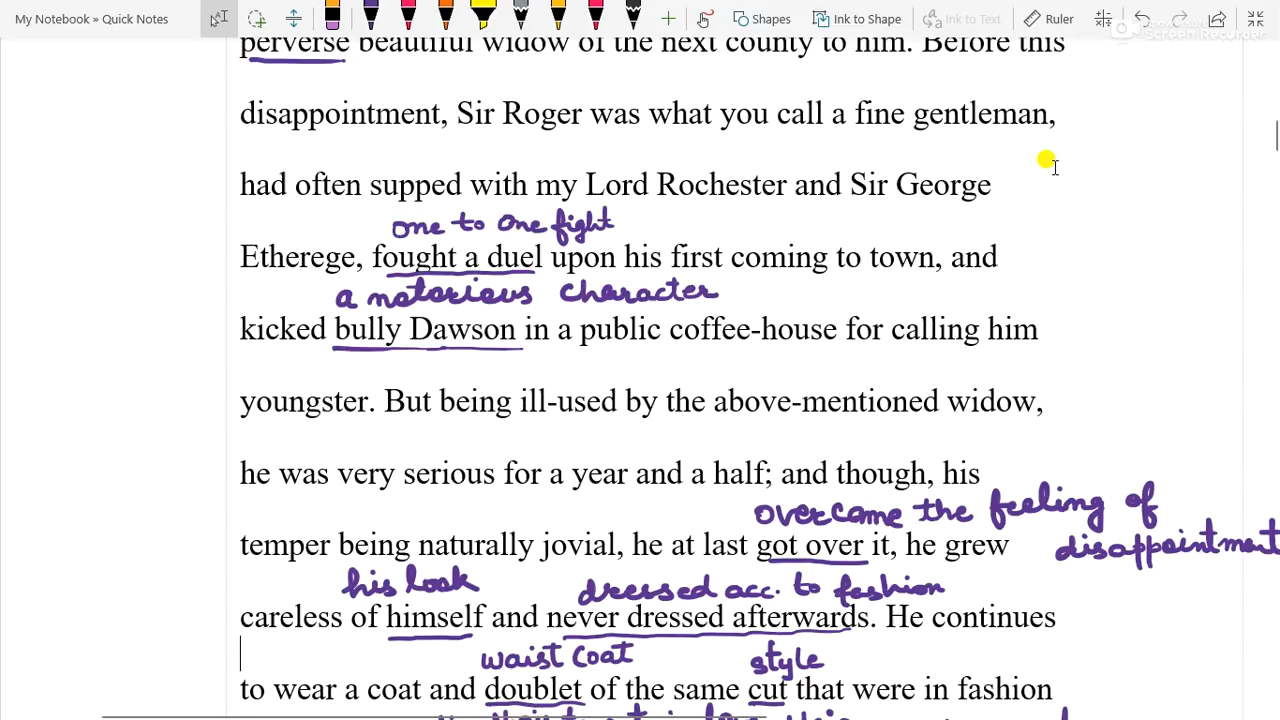 My Notebook » Quick Notes
Shapes
Ink to Shape
Ink to Text
Ruler
Screen Recorder
perverse beautiful widow of the next county to him. Before this
disappointment, Sir Roger was what you call a fine gentleman,
had often supped with my Lord Rochester and Sir George
one to one fight
Etherege, fought a duel upon his first coming to town, and
a notorious character
kicked bully Dawson in a public coffee-house for calling him
youngster. But being ill-used by the above-mentioned widow,
he was very serious for a year and a half; and though, his
overcame the feeling of
disappointment
temper being naturally jovial, he at last got over it, he grew
his look dressed acc. to fashion
careless of himself and never dressed afterwards. He continues
waist coat style
to wear a coat and doublet of the same cut that were in fashion